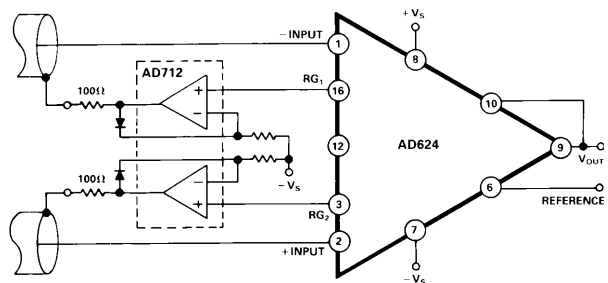 – INPUT
1
+ VS
8
AD712
100Ω
+
–
RG1
16
10
12
AD624
9
VOUT
100Ω
– VS
–
+
RG2
3
6
REFERENCE
2
+ INPUT
7
– VS